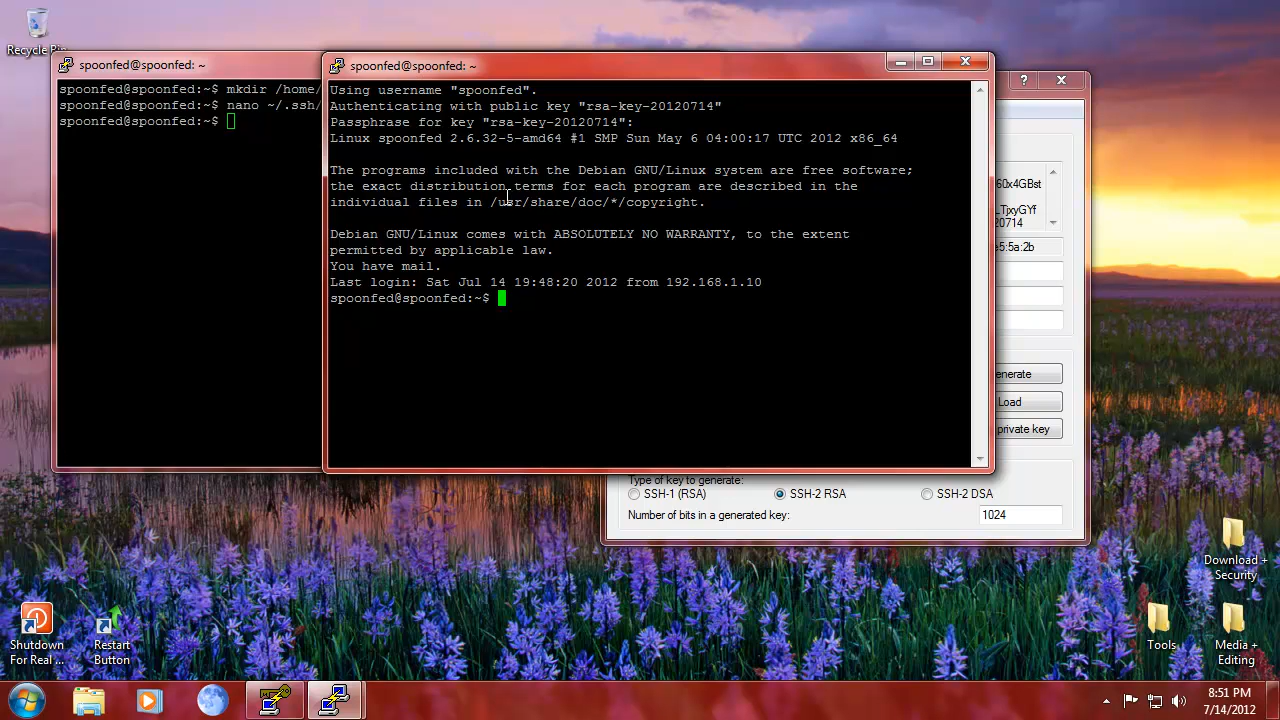 Recycle Bin
spoonfed@spoonfed: ~
spoonfed@spoonfed:~$ mkdir /home/
spoonfed@spoonfed:~$ nano ~/.ssh/
spoonfed@spoonfed:~$
spoonfed@spoonfed: ~
Using username "spoonfed".
Authenticating with public key "rsa-key-20120714"
Passphrase for key "rsa-key-20120714":
Linux spoonfed 2.6.32-5-amd64 #1 SMP Sun May 6 04:00:17 UTC 2012 x86_64
The programs included with the Debian GNU/Linux system are free software;
the exact distribution terms for each program are described in the
individual files in /usr/share/doc/*/copyright.
Debian GNU/Linux comes with ABSOLUTELY NO WARRANTY, to the extent
permitted by applicable law.
You have mail.
Last login: Sat Jul 14 19:48:20 2012 from 192.168.1.10
spoonfed@spoonfed:~$
?
60x4GBst
LTjxyGYf
20714
e5:5a:2b
enerate
Load
private key
Type of key to generate:
SSH-1 (RSA)
SSH-2 RSA
SSH-2 DSA
Number of bits in a generated key:
1024
Download +
Security
Shutdown
For Real ...
Restart
Button
Tools
Media +
Editing
8:51 PM
7/14/2012